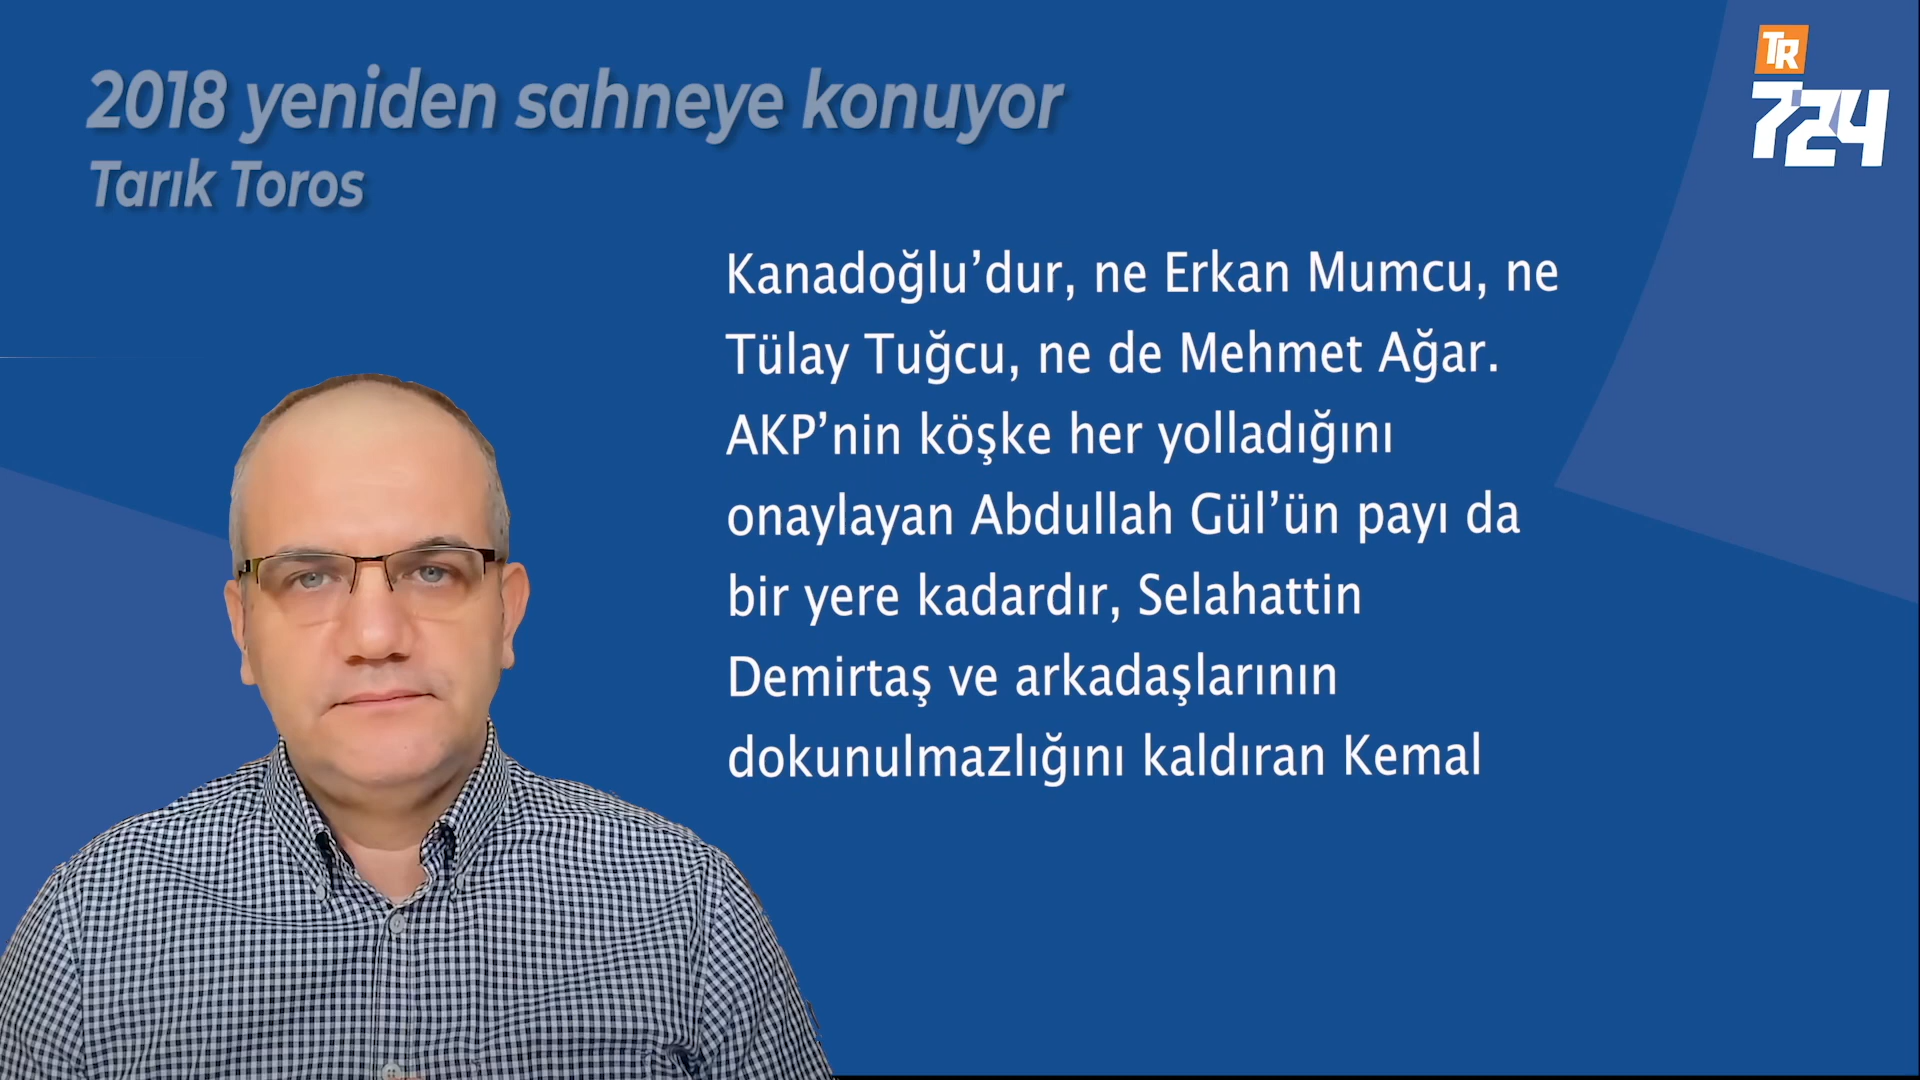 2018 yeniden sahneye konuyor
Tarık Toros
TR
724
Kanadoğlu’dur, ne Erkan Mumcu, ne
Tülay Tuğcu, ne de Mehmet Ağar.
AKP’nin köşke her yolladığını
onaylayan Abdullah Gül’ün payı da
bir yere kadardır, Selahattin
Demirtaş ve arkadaşlarının
dokunulmazlığını kaldıran Kemal